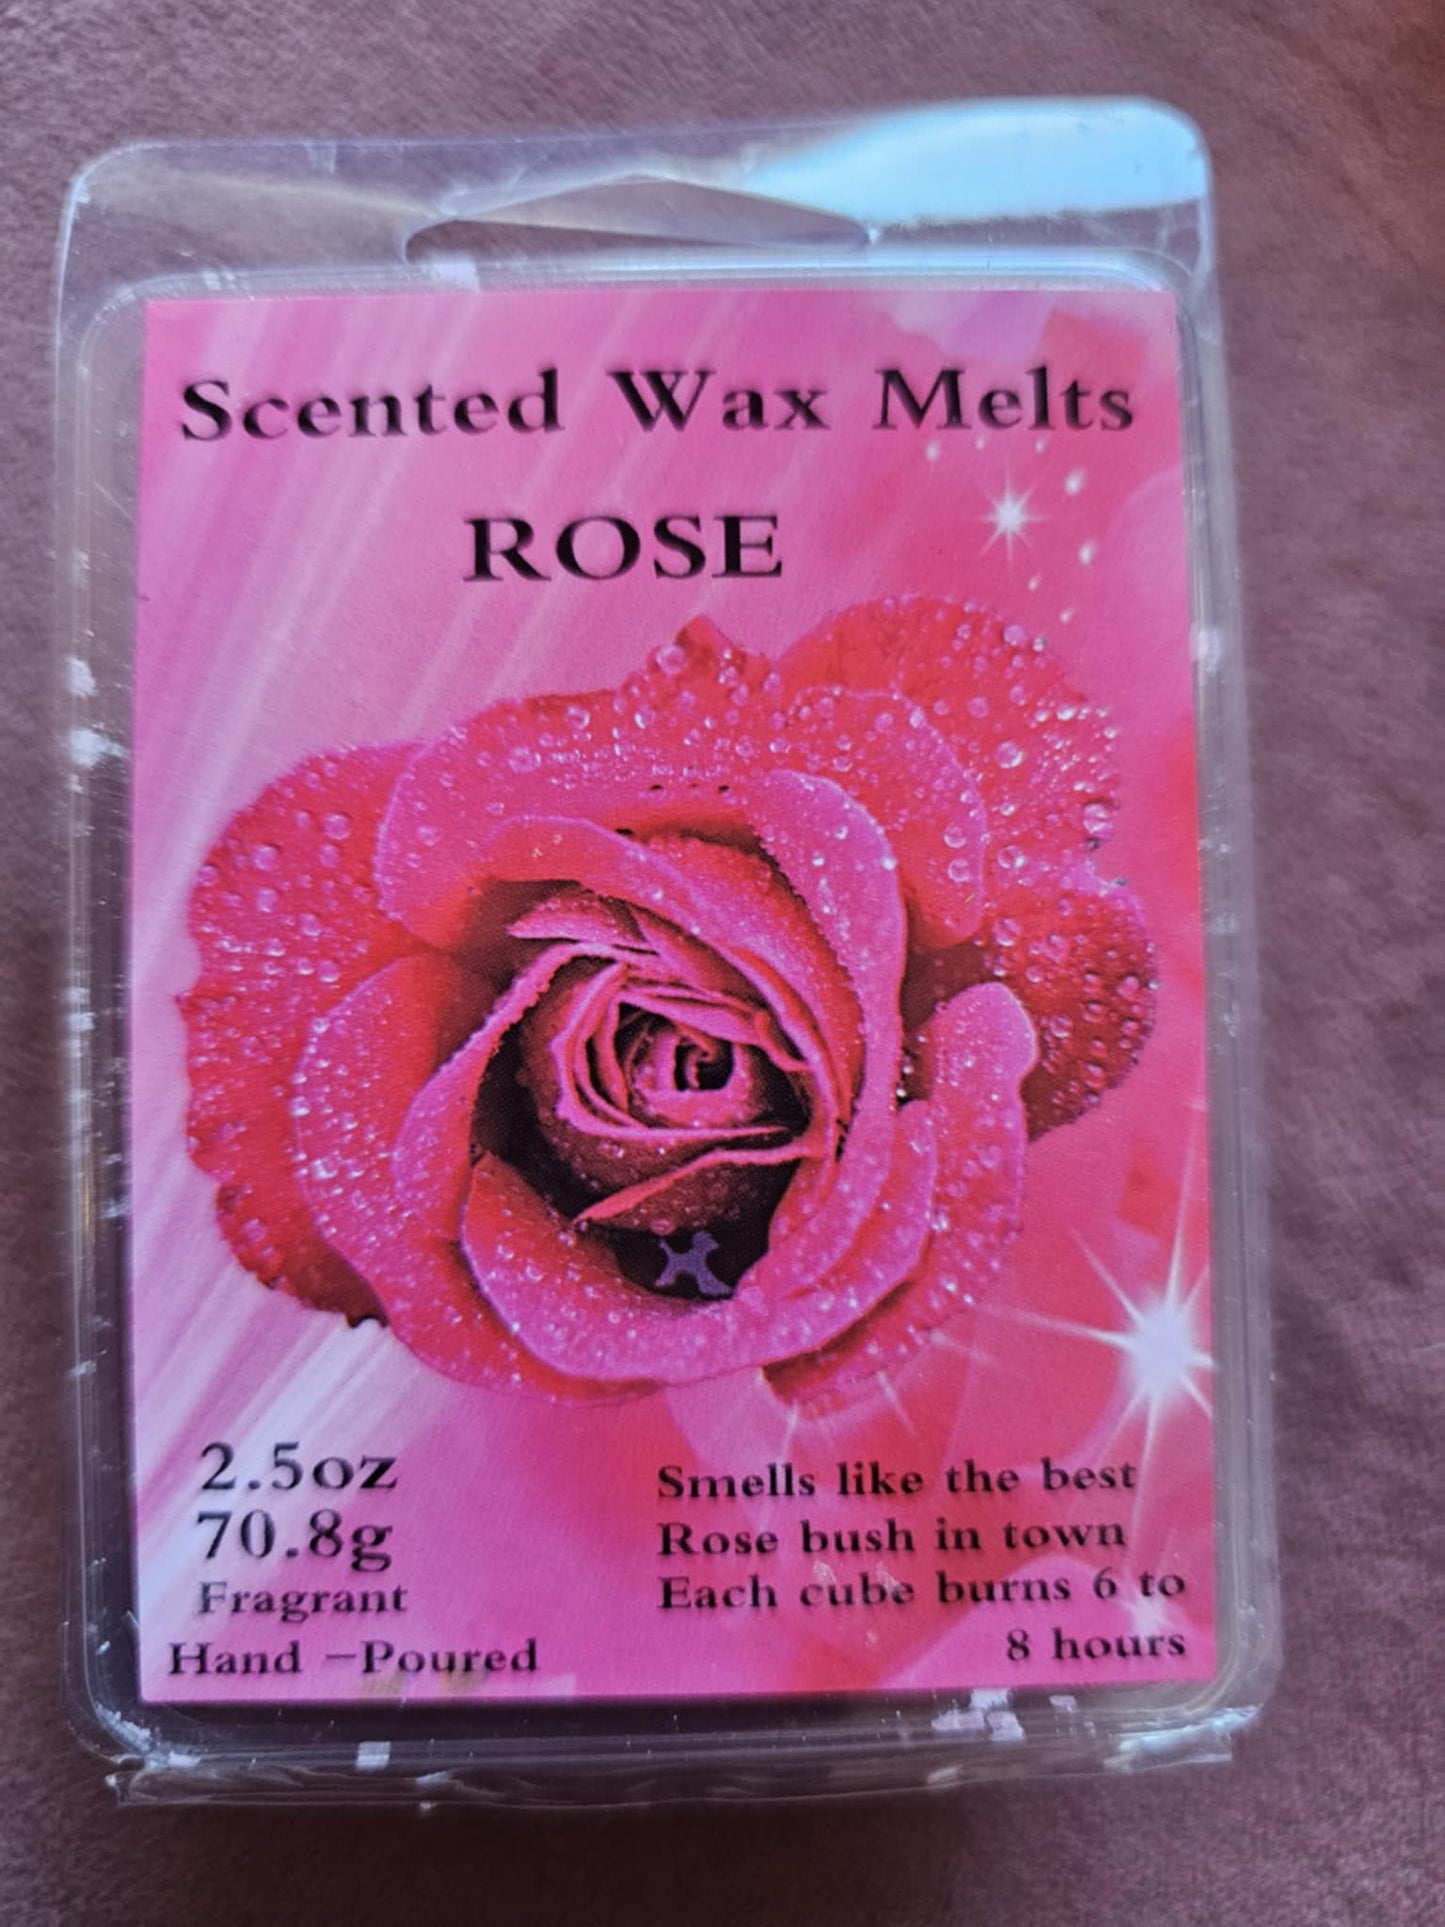 Scented Wax Melts
ROSE
2.5oz
70.8g
Fragrant
Hand –Poured
Smells like the best
Rose bush in town
Each cube burns 6 to
8 hours